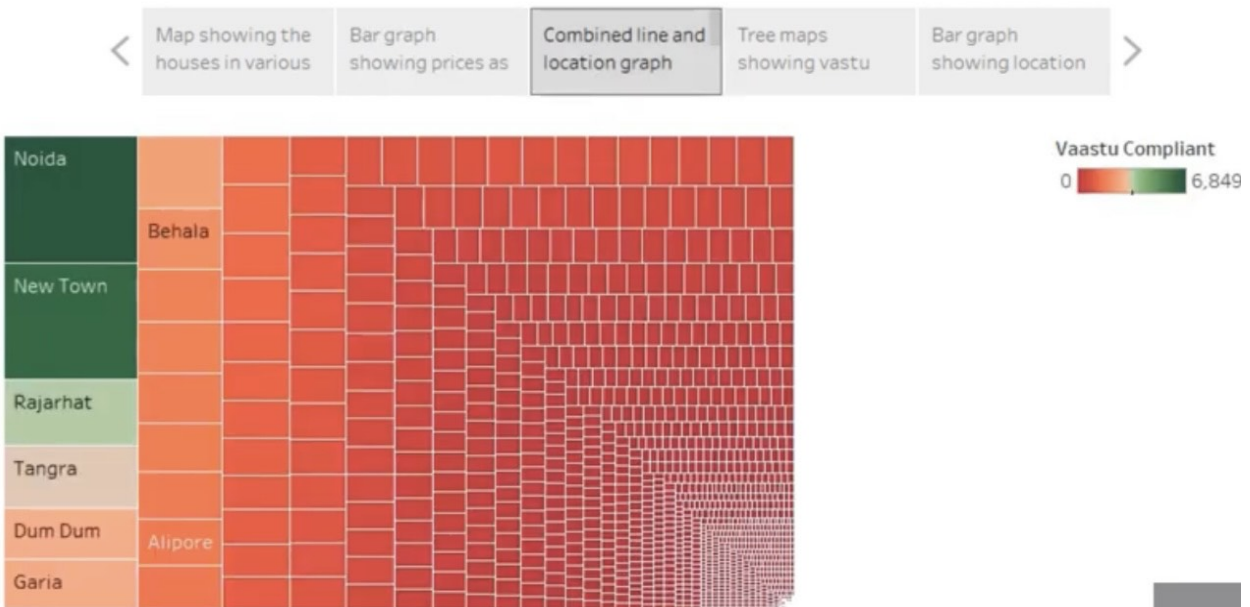 Map showing the
houses in various
Bar graph
showing prices as
Combined line and
location graph
Tree maps
showing vastu
Bar graph
showing location
Vaastu Compliant
0 6,849
Noida
New Town
Rajarhat
Tangra
Dum Dum
Garia
Behala
Alipore